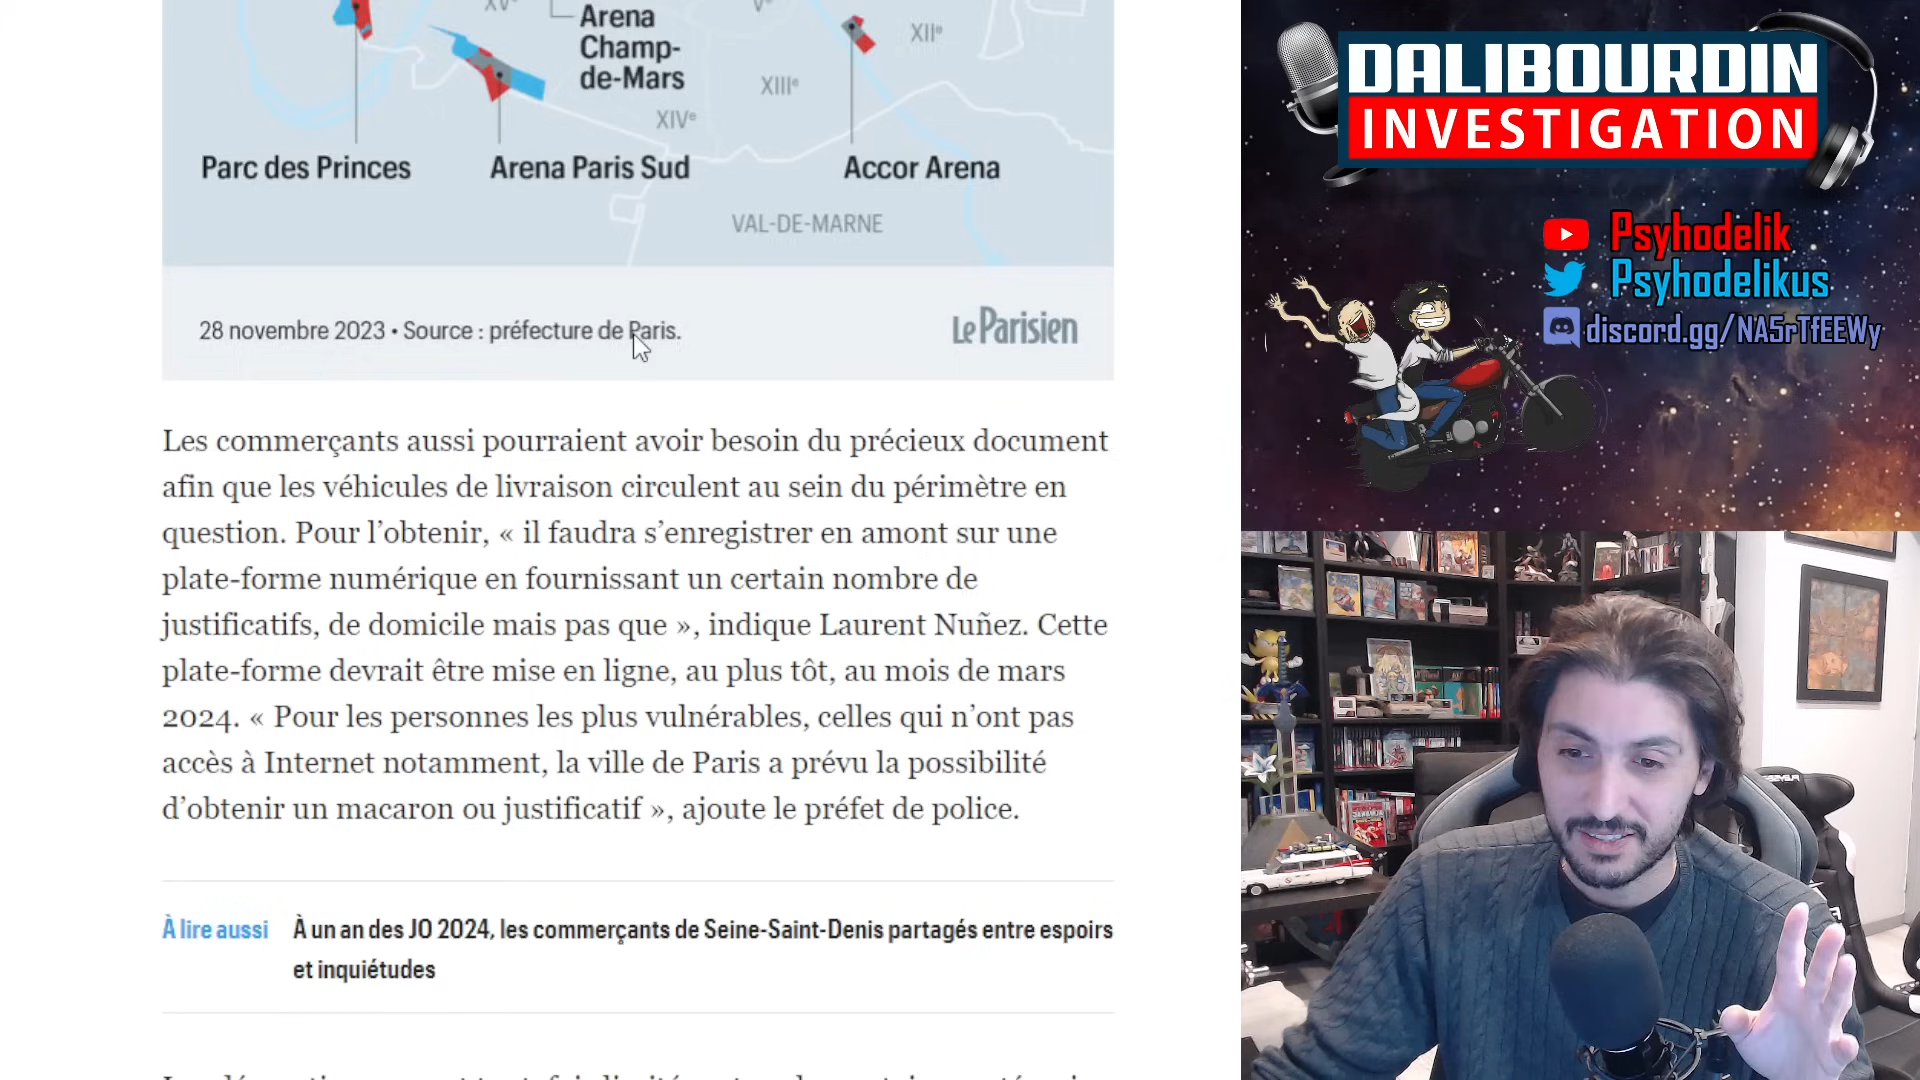 XVe
Ve
Arena
Champ-
de-Mars
XIIe
XIIIe
XIVe
Parc des Princes
Arena Paris Sud
Accor Arena
VAL-DE-MARNE
28 novembre 2023 • Source : préfecture de Paris.
Le Parisien
Les commerçants aussi pourraient avoir besoin du précieux document
afin que les véhicules de livraison circulent au sein du périmètre en
question. Pour l’obtenir, « il faudra s’enregistrer en amont sur une
plate-forme numérique en fournissant un certain nombre de
justificatifs, de domicile mais pas que », indique Laurent Nuñez. Cette
plate-forme devrait être mise en ligne, au plus tôt, au mois de mars
2024. « Pour les personnes les plus vulnérables, celles qui n’ont pas
accès à Internet notamment, la ville de Paris a prévu la possibilité
d’obtenir un macaron ou justificatif », ajoute le préfet de police.
À lire aussi
À un an des JO 2024, les commerçants de Seine-Saint-Denis partagés entre espoirs
et inquiétudes
DALIBOURDIN
INVESTIGATION
Psyhodelik
Psyhodelikus
discord.gg/NA5rTfEEWy